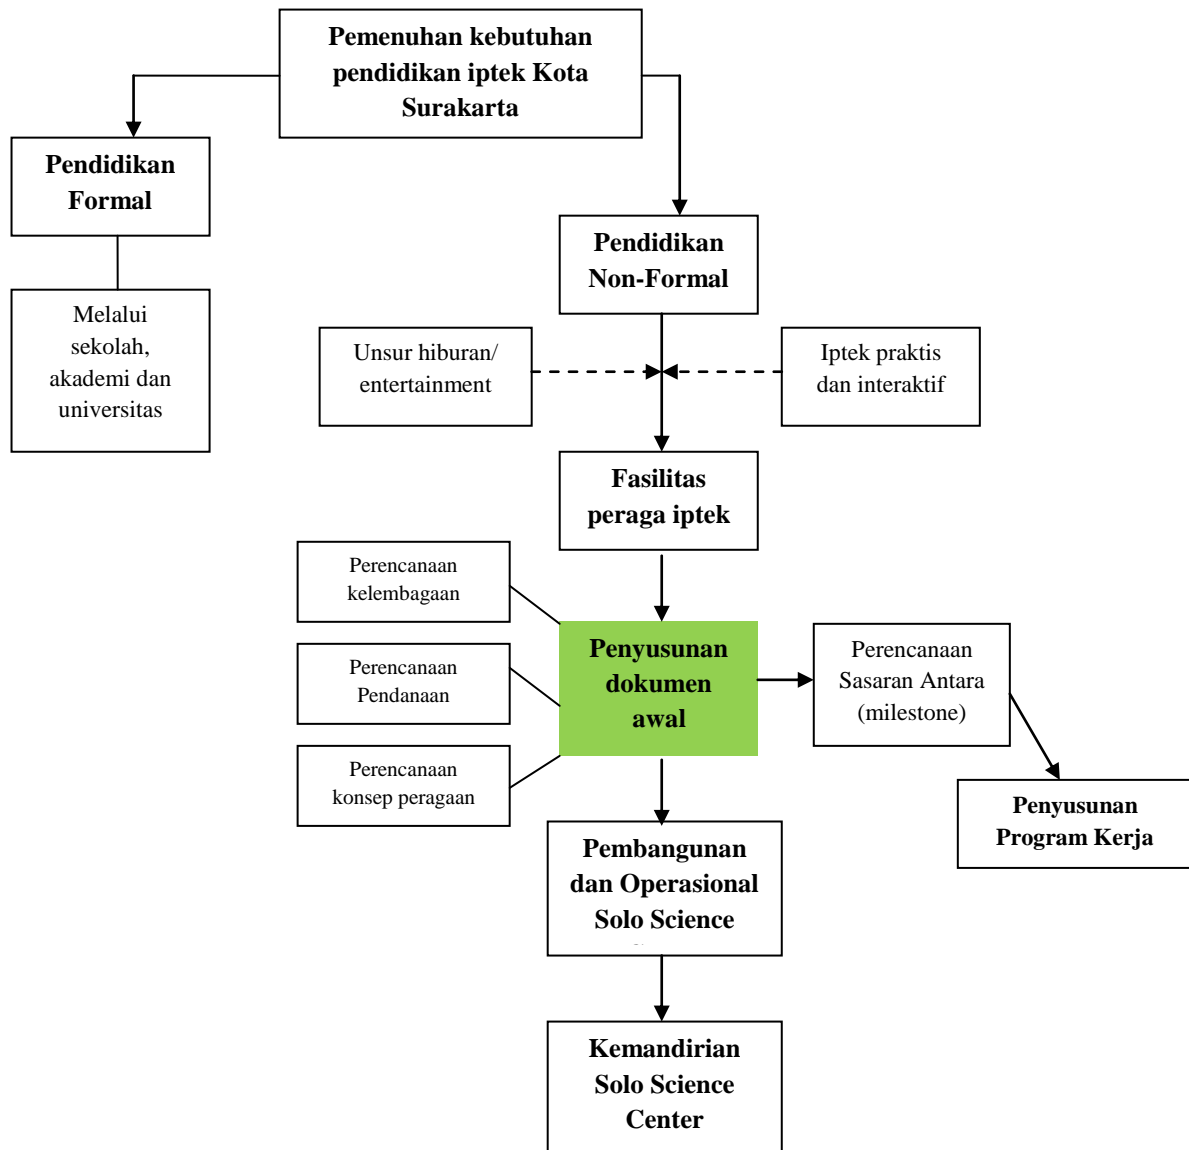 Pemenuhan kebutuhan
pendidikan iptek Kota
Surakarta
Pendidikan
Formal
Melalui
sekolah,
akademi dan
universitas
Pendidikan
Non-Formal
Unsur hiburan/
entertainment
Iptek praktis
dan interaktif
Fasilitas
peraga iptek
Perencanaan
kelembagaan
Perencanaan
Pendanaan
Perencanaan
konsep peragaan
Penyusunan
dokumen
awal
Perencanaan
Sasaran Antara
(milestone)
Penyusunan
Program Kerja
Pembangunan
dan Operasional
Solo Science
Kemandirian
Solo Science
Center